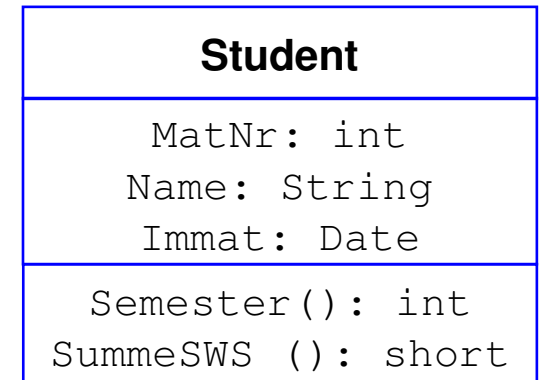 Student
MatNr: int
Name: String
Immat: Date
Semester(): int
SummeSWS (): short